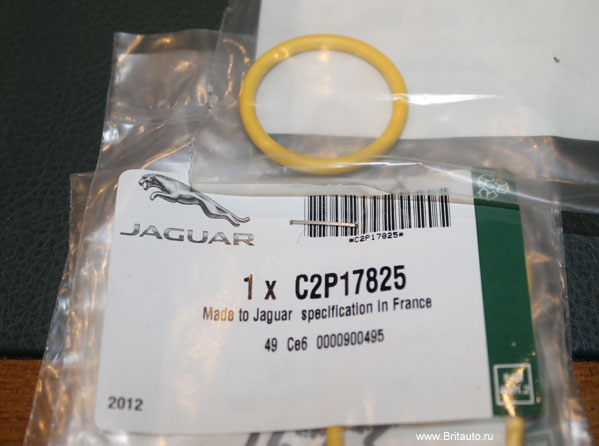 JAGUAR
*C2P17825*
1 x C2P17825
Made to Jaguar specification in France
49 Ce6 0000900495
2012
www.Britauto.ru